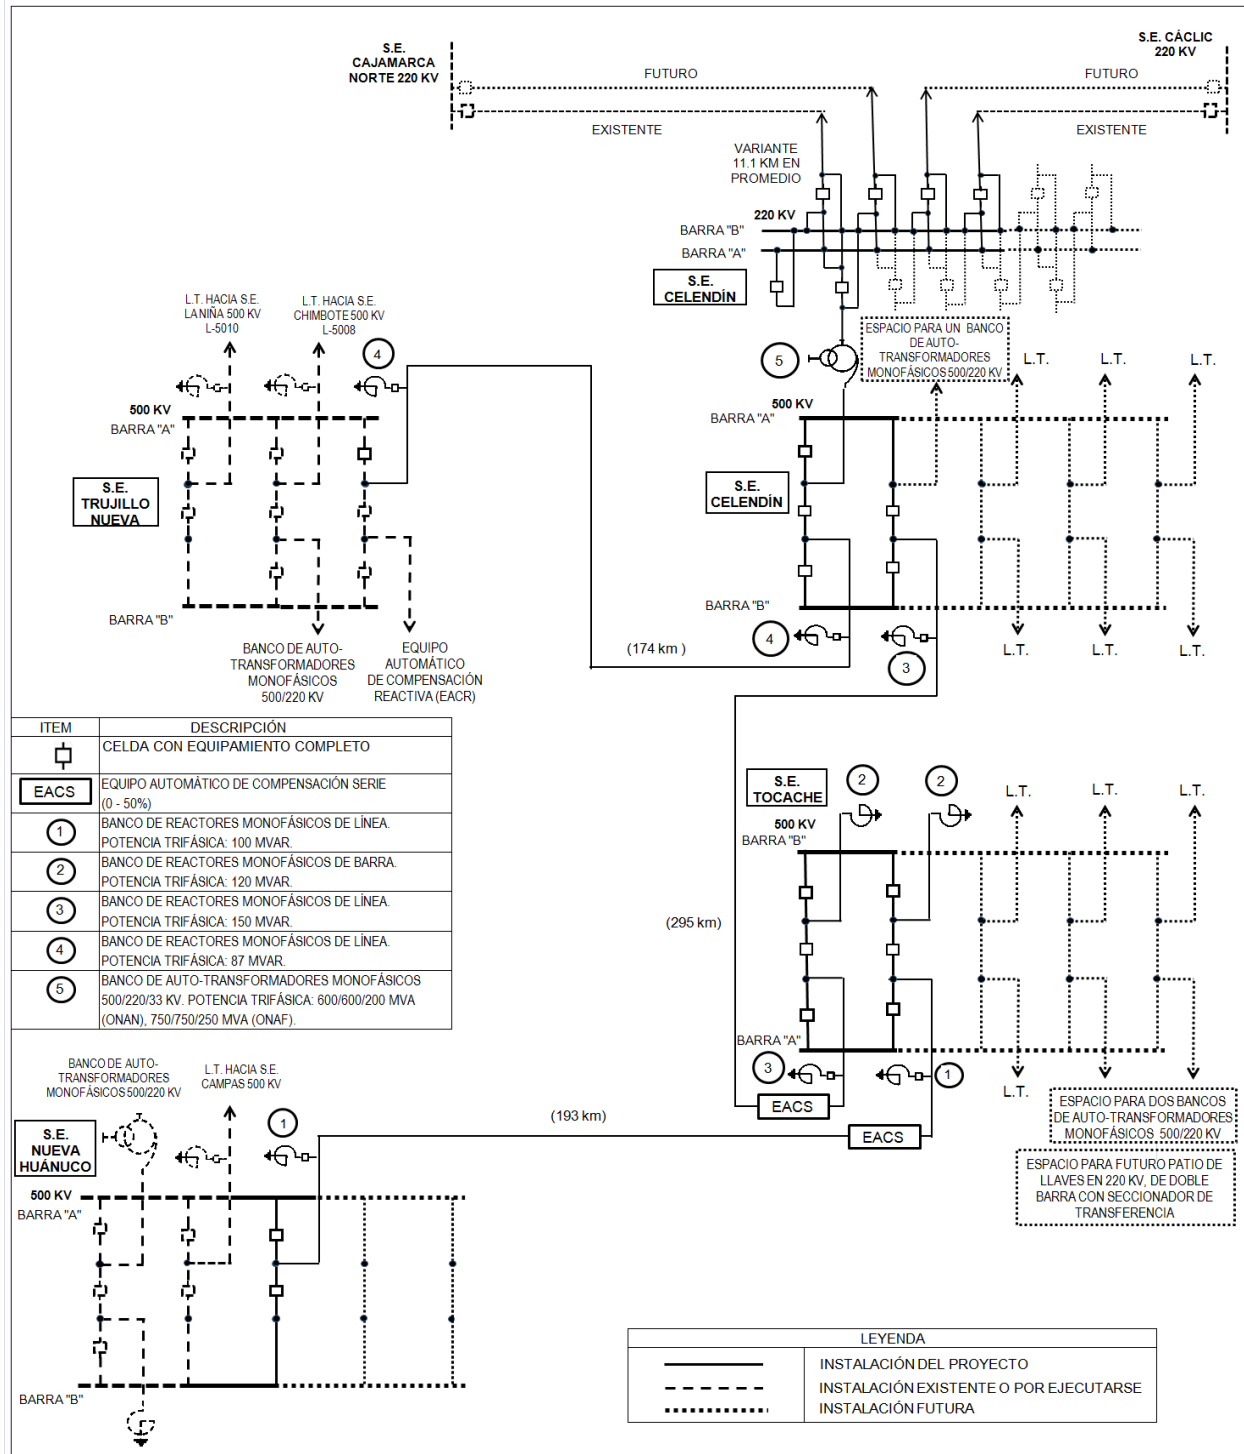 S.E.
CAJAMARCA
NORTE 220 KV
S.E. CÁCLIC
220 KV
FUTURO
FUTURO
EXISTENTE
EXISTENTE
VARIANTE
11.1 KM EN
PROMEDIO
220 KV
BARRA "B"
BARRA "A"
S.E.
CELENDÍN
L.T. HACIA S.E.
LA NIÑA 500 KV
L-5010
L.T. HACIA S.E.
CHIMBOTE 500 KV
L-5008
4
5
ESPACIO PARA UN BANCO
DE AUTO-
TRANSFORMADORES
MONOFÁSICOS 500/220 KV
L.T.
L.T.
L.T.
500 KV
BARRA "A"
500 KV
BARRA "A"
S.E.
TRUJILLO
NUEVA
S.E.
CELENDÍN
BARRA "B"
BARRA "B"
4
3
(174 km )
BANCO DE AUTO-
TRANSFORMADORES
MONOFÁSICOS
500/220 KV
EQUIPO
AUTOMÁTICO
DE COMPENSACIÓN
REACTIVA (EACR)
L.T.
L.T.
L.T.
ITEM
DESCRIPCIÓN
CELDA CON EQUIPAMIENTO COMPLETO
EACS
EQUIPO AUTOMÁTICO DE COMPENSACIÓN SERIE
(0 - 50%)
1
BANCO DE REACTORES MONOFÁSICOS DE LÍNEA.
POTENCIA TRIFÁSICA: 100 MVAR.
2
BANCO DE REACTORES MONOFÁSICOS DE BARRA.
POTENCIA TRIFÁSICA: 120 MVAR.
3
BANCO DE REACTORES MONOFÁSICOS DE LÍNEA.
POTENCIA TRIFÁSICA: 150 MVAR.
4
BANCO DE REACTORES MONOFÁSICOS DE LÍNEA.
POTENCIA TRIFÁSICA: 87 MVAR.
5
BANCO DE AUTO-TRANSFORMADORES MONOFÁSICOS
500/220/33 KV. POTENCIA TRIFÁSICA: 600/600/200 MVA
(ONAN), 750/750/250 MVA (ONAF).
S.E.
TOCACHE
2
2
L.T.
L.T.
L.T.
500 KV
BARRA "B"
(295 km)
BARRA "A"
3
1
EACS
EACS
L.T.
ESPACIO PARA DOS BANCOS
DE AUTO-TRANSFORMADORES
MONOFÁSICOS 500/220 KV
ESPACIO PARA FUTURO PATIO DE
LLAVES EN 220 KV, DE DOBLE
BARRA CON SECCIONADOR DE
TRANSFERENCIA
BANCO DE AUTO-
TRANSFORMADORES
MONOFÁSICOS 500/220 KV
L.T. HACIA S.E.
CAMPAS 500 KV
1
(193 km)
S.E.
NUEVA
HUÁNUCO
500 KV
BARRA "A"
BARRA "B"
LEYENDA
INSTALACIÓN DEL PROYECTO
INSTALACIÓN EXISTENTE O POR EJECUTARSE
INSTALACIÓN FUTURA